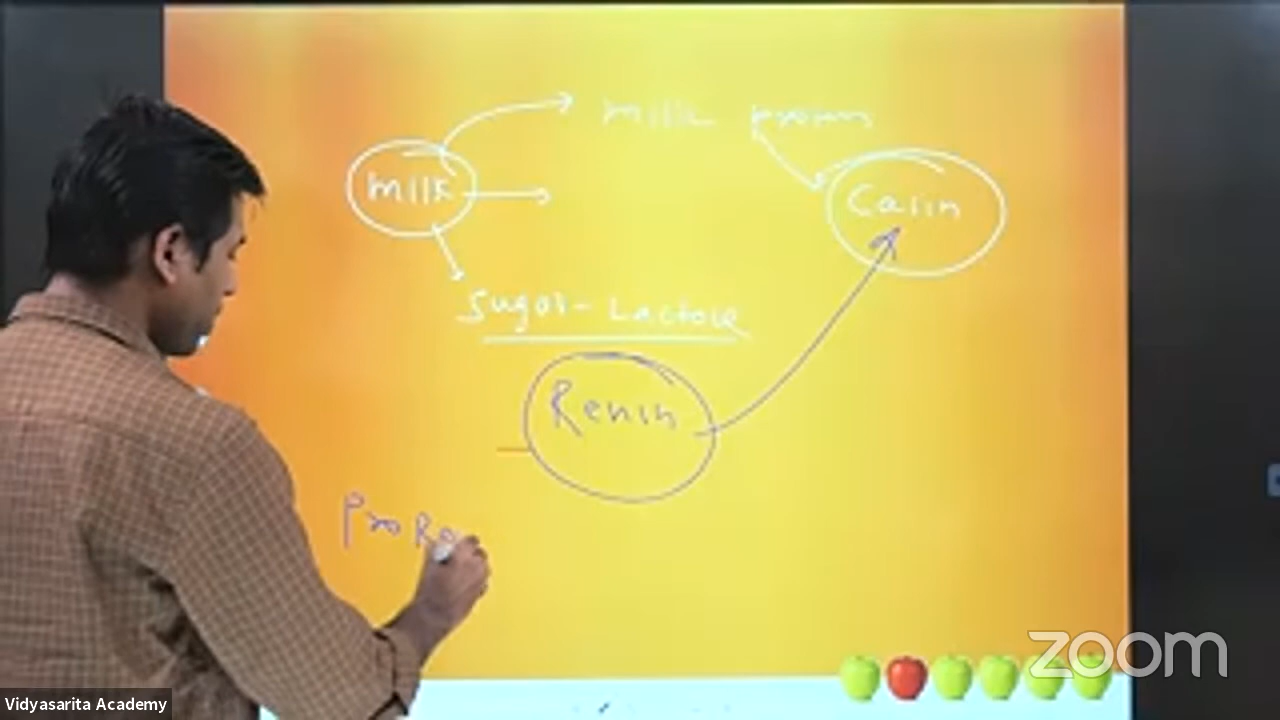 milk protein
milk
Casin
Sugar - Lactose
Renin
Pro Re
zoom
Vidyasarita Academy